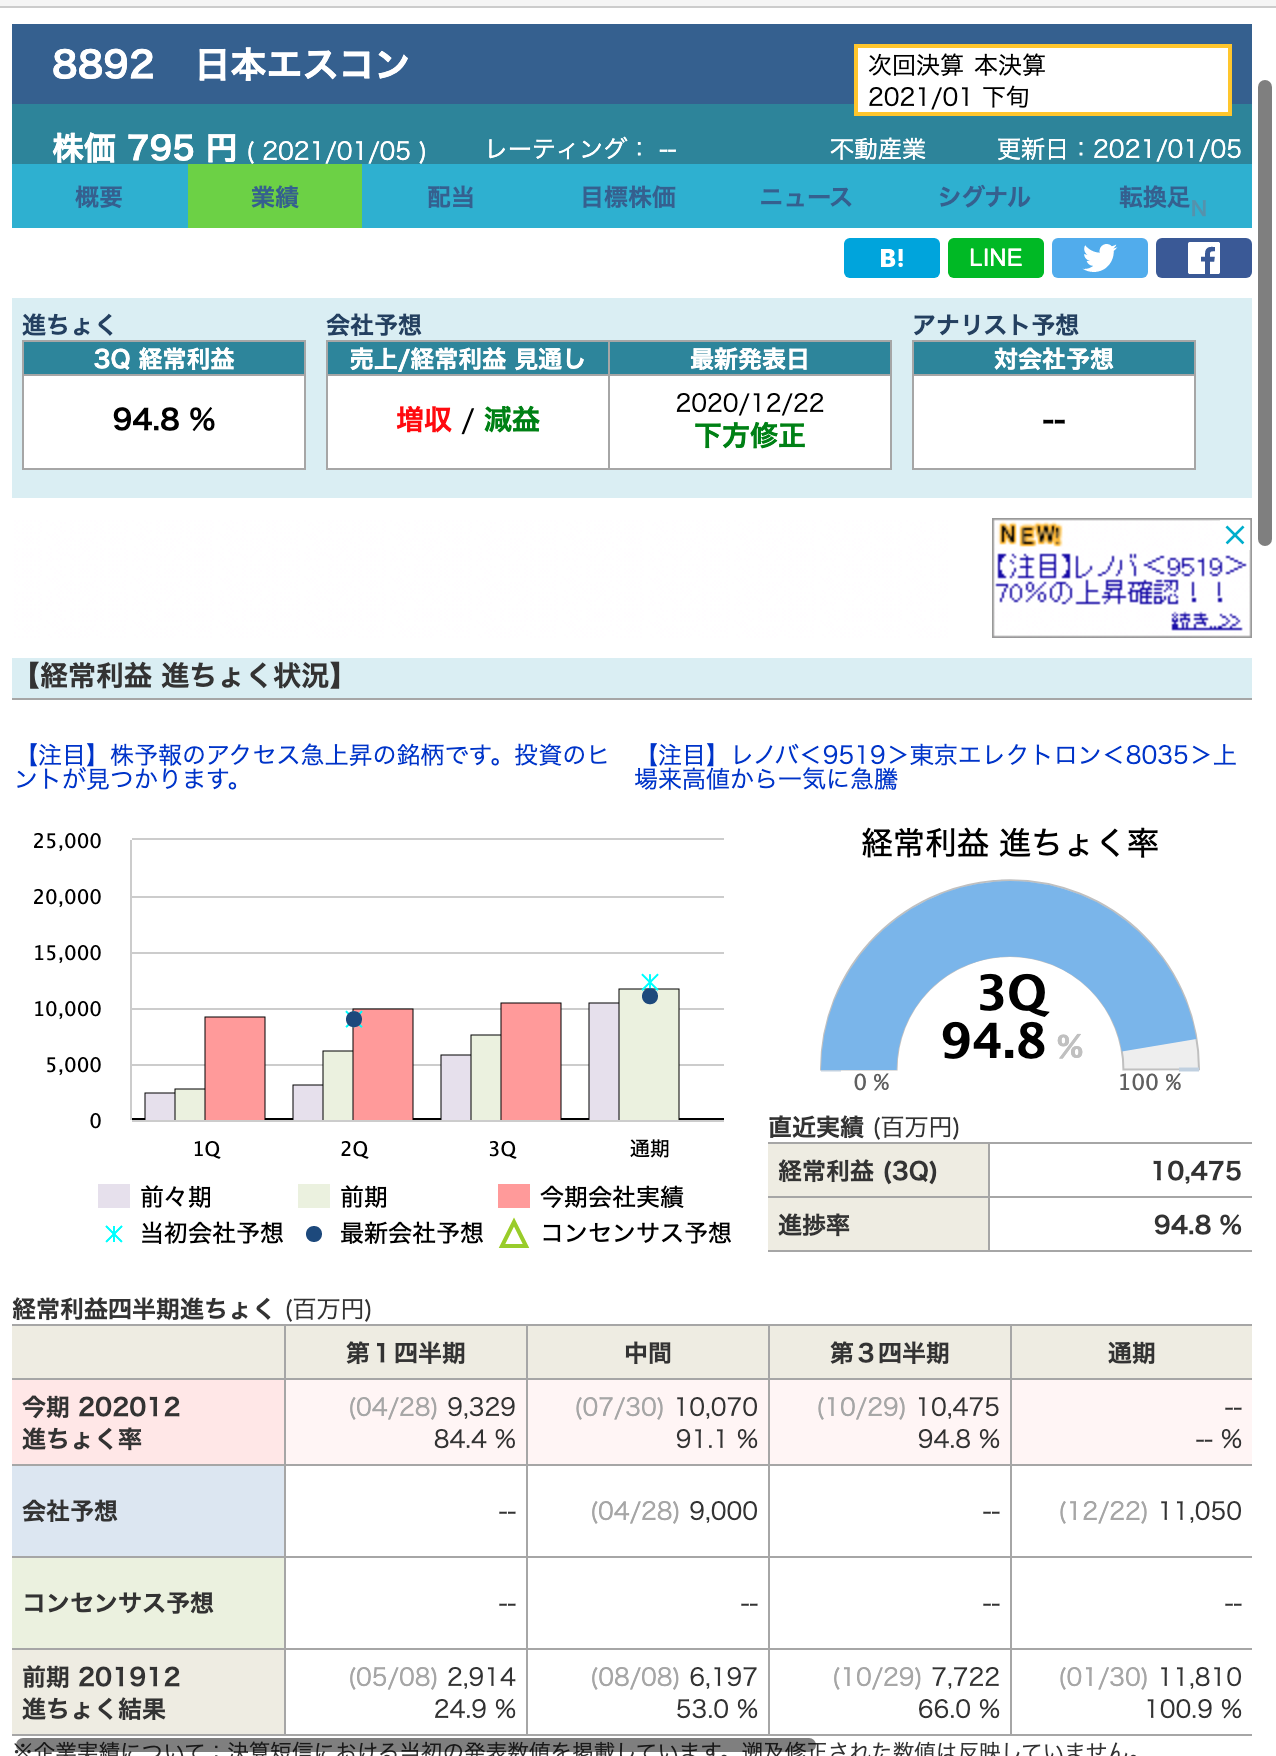 8892 日本エスコン
次回決算 本決算
2021/01 下旬
株価 795 円 ( 2021/01/05 ) レーティング： -- 不動産業 更新日：2021/01/05
概要 業績 配当 目標株価 ニュース シグナル 転換足 N
B! LINE
進ちょく 会社予想 アナリスト予想
3Q 経常利益 売上/経常利益 見通し 最新発表日 対会社予想
94.8 % 増収 / 減益 2020/12/22 --
下方修正
NEW!
【注目】レノバ<9519>
70%の上昇確認！！
続き..>>
【経常利益 進ちょく状況】
【注目】株予報のアクセス急上昇の銘柄です。投資のヒ
ントが見つかります。
【注目】レノバ<9519>東京エレクトロン<8035>上
場来高値から一気に急騰
25,000
20,000
15,000
10,000
5,000
0
1Q 2Q 3Q 通期
前々期 前期 今期会社実績
当初会社予想 最新会社予想 コンセンサス予想
経常利益 進ちょく率
3Q
94.8 %
0 % 100 %
直近実績 (百万円)
経常利益 (3Q) 10,475
進捗率 94.8 %
経常利益四半期進ちょく (百万円)
第１四半期 中間 第３四半期 通期
今期 202012 (04/28) 9,329 (07/30) 10,070 (10/29) 10,475 --
進ちょく率 84.4 % 91.1 % 94.8 % -- %
会社予想 -- (04/28) 9,000 -- (12/22) 11,050
コンセンサス予想 -- -- -- --
前期 201912 (05/08) 2,914 (08/08) 6,197 (10/29) 7,722 (01/30) 11,810
進ちょく結果 24.9 % 53.0 % 66.0 % 100.9 %
※企業実績について：決算短信における当初の発表数値を掲載しています。遡及修正された数値は反映していません。